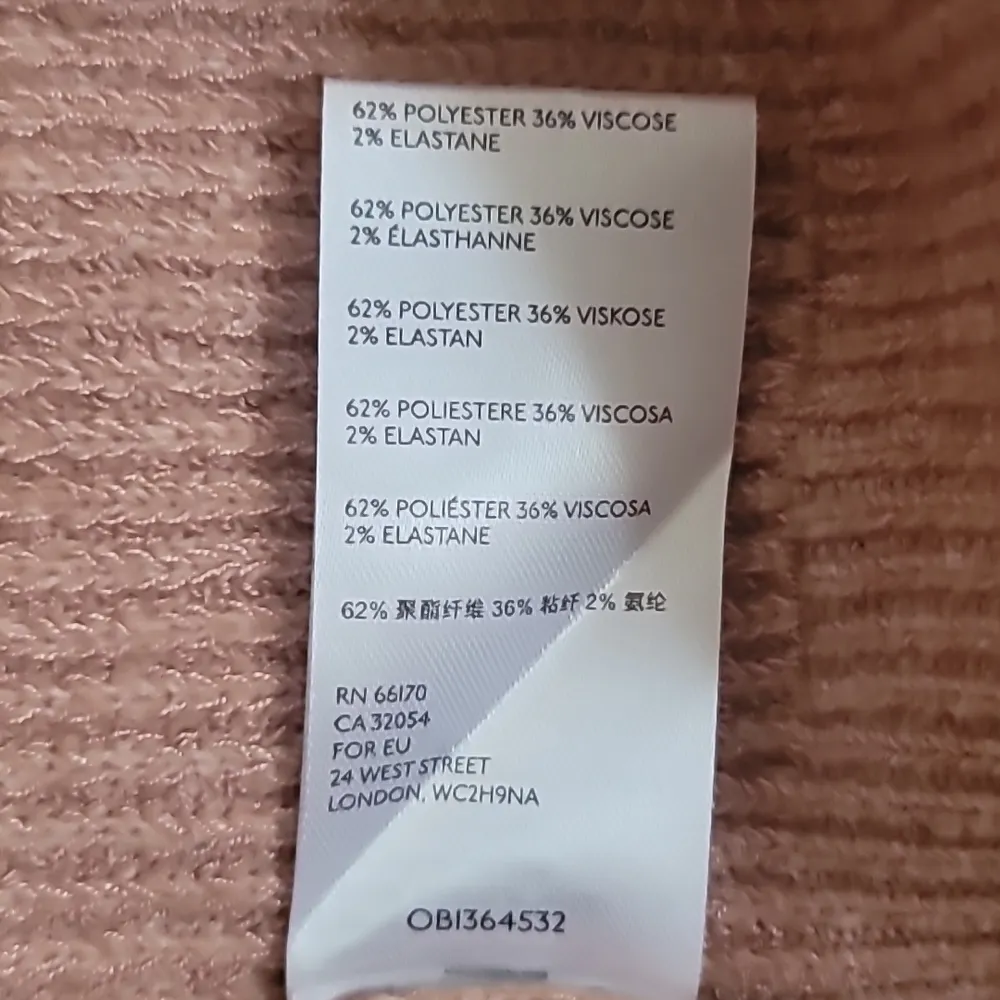 62% POLYESTER 36% VISCOSE
2% ELASTANE
62% POLYESTER 36% VISCOSE
2% ÉLASTHANNE
62% POLYESTER 36% VISKOSE
2% ELASTAN
62% POLIESTERE 36% VISCOSA
2% ELASTAN
62% POLIÉSTER 36% VISCOSA
2% ELASTANE
62% 聚酯纤维 36% 粘纤 2% 氨纶
RN 66170
CA 32054
FOR EU
24 WEST STREET
LONDON, WC2H9NA
OB1364532